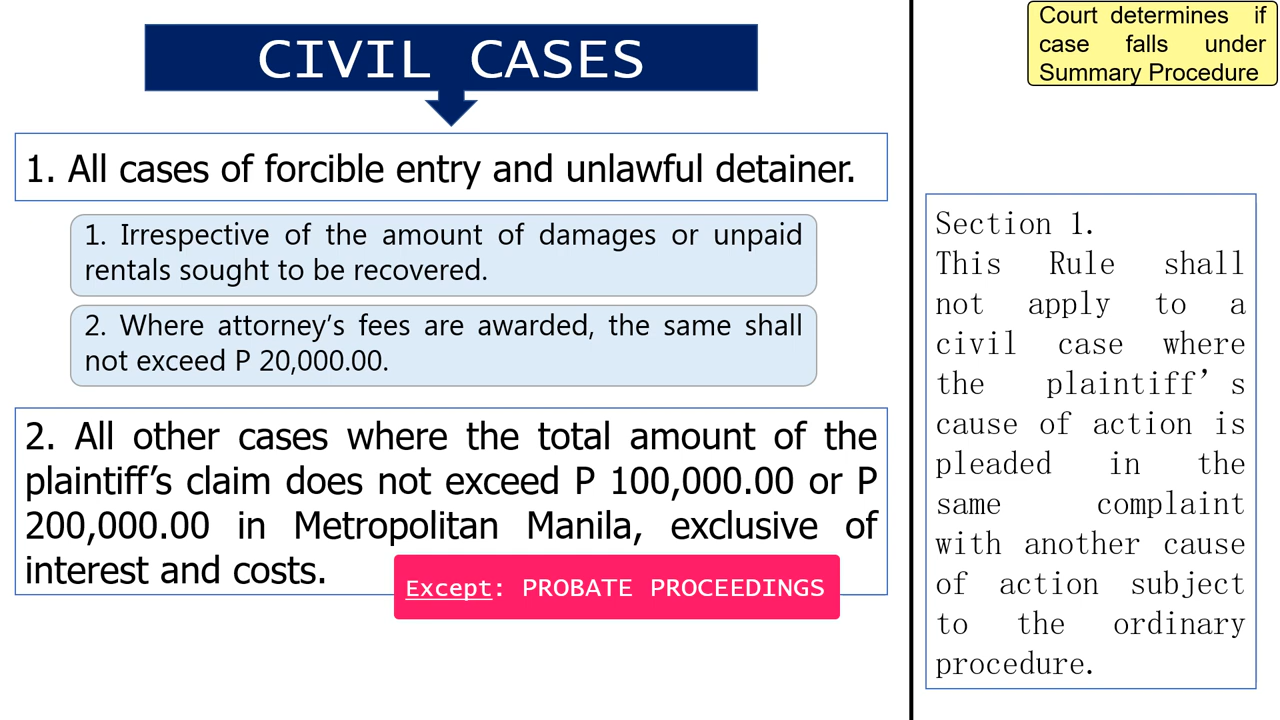 CIVIL CASES
1. All cases of forcible entry and unlawful detainer.
1. Irrespective of the amount of damages or unpaid
rentals sought to be recovered.
2. Where attorney’s fees are awarded, the same shall
not exceed P 20,000.00.
2. All other cases where the total amount of the
plaintiff’s claim does not exceed P 100,000.00 or P
200,000.00 in Metropolitan Manila, exclusive of
interest and costs.
Except: PROBATE PROCEEDINGS
Court determines if
case falls under
Summary Procedure
Section 1.
This Rule shall
not apply to a
civil case where
the plaintiff’s
cause of action is
pleaded in the
same complaint
with another cause
of action subject
to the ordinary
procedure.